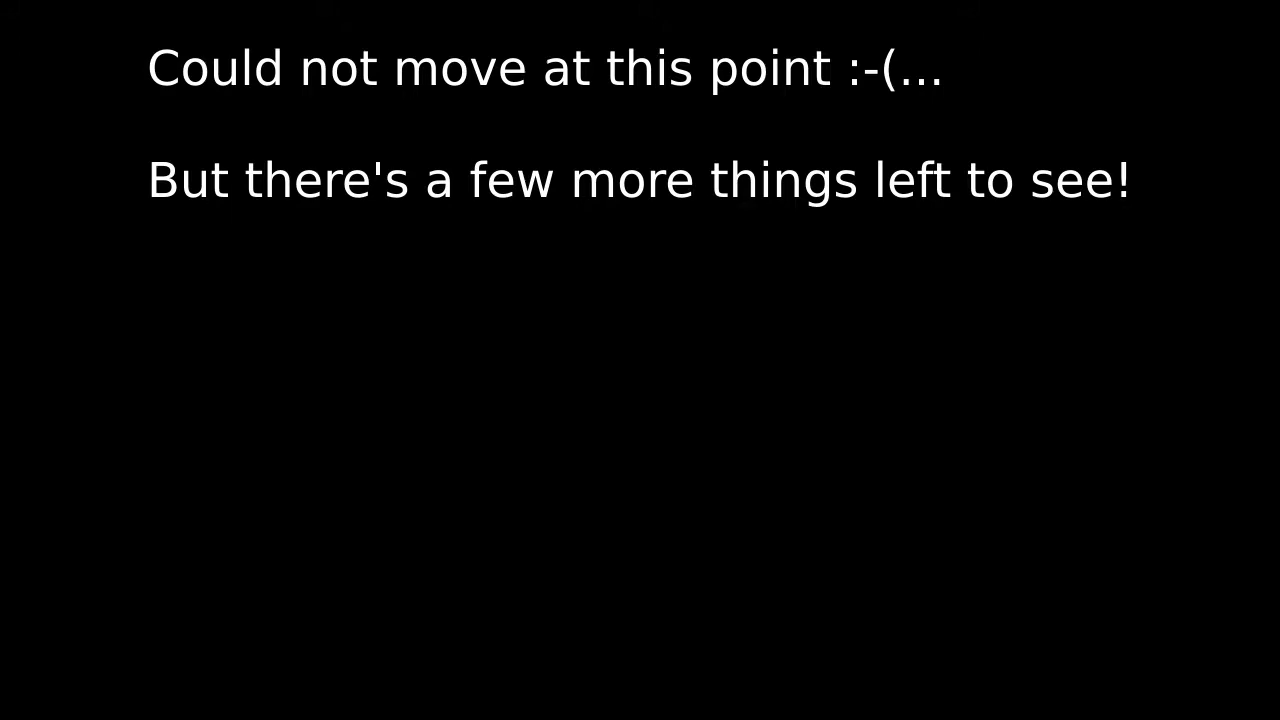 Could not move at this point :-(...
But there's a few more things left to see!